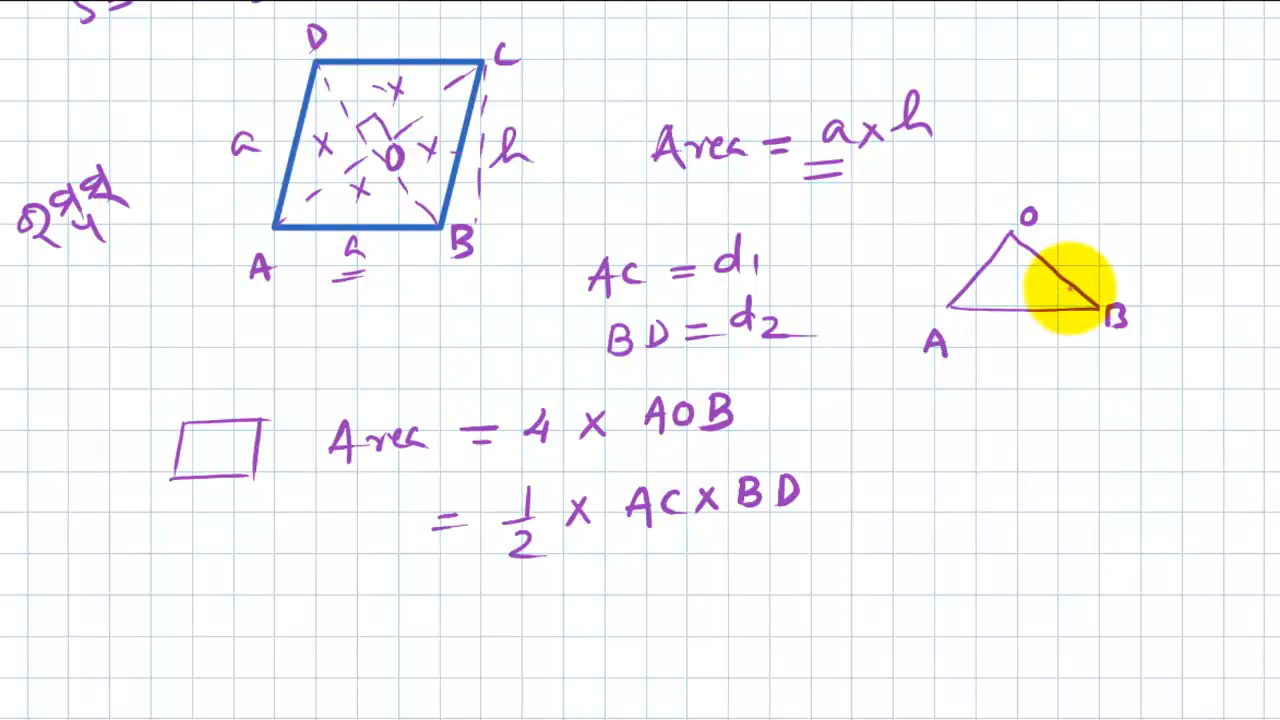 D
C
a
x
x
x
O
x
h
A
a
B
Area = a x h
AC = d1
BD = d2
O
A
B
Area = 4 x AOB
= 1/2 x AC x BD